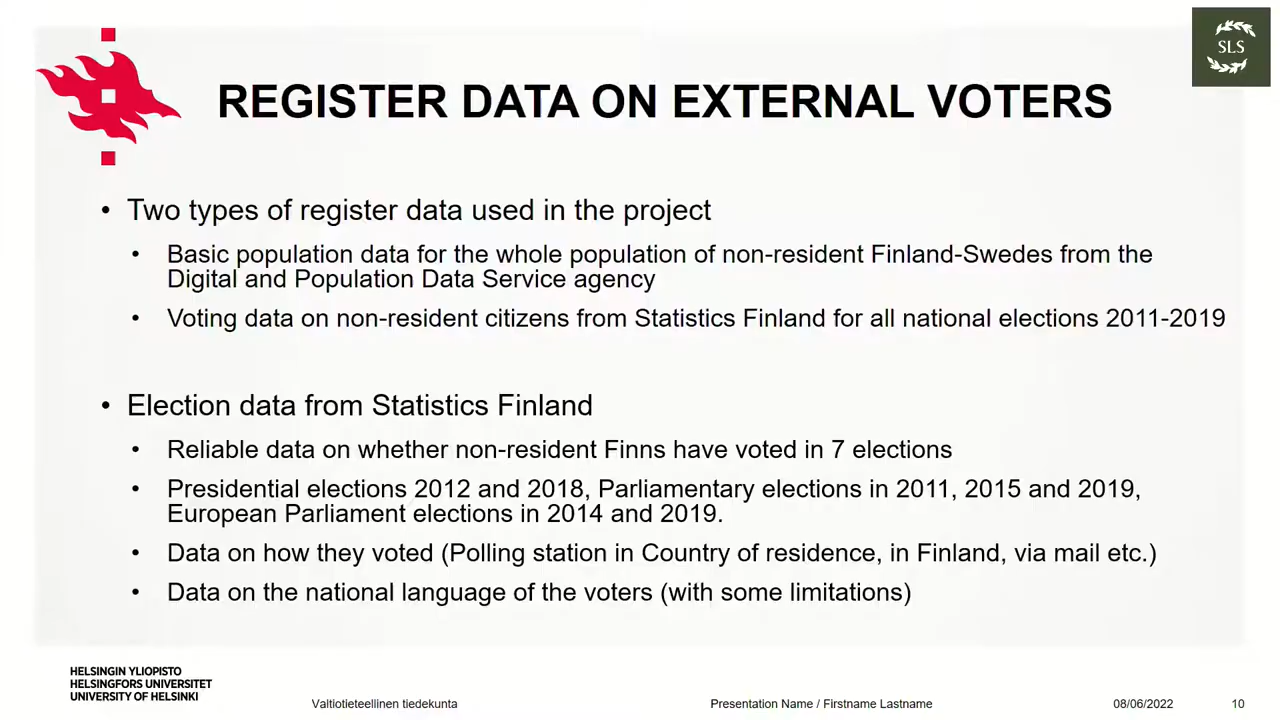 SLS
REGISTER DATA ON EXTERNAL VOTERS
• Two types of register data used in the project
• Basic population data for the whole population of non-resident Finland-Swedes from the
Digital and Population Data Service agency
• Voting data on non-resident citizens from Statistics Finland for all national elections 2011-2019
• Election data from Statistics Finland
• Reliable data on whether non-resident Finns have voted in 7 elections
• Presidential elections 2012 and 2018, Parliamentary elections in 2011, 2015 and 2019,
European Parliament elections in 2014 and 2019.
• Data on how they voted (Polling station in Country of residence, in Finland, via mail etc.)
• Data on the national language of the voters (with some limitations)
HELSINGIN YLIOPISTO
HELSINGFORS UNIVERSITET
UNIVERSITY OF HELSINKI
Valtiotieteellinen tiedekunta
Presentation Name / Firstname Lastname
08/06/2022
10